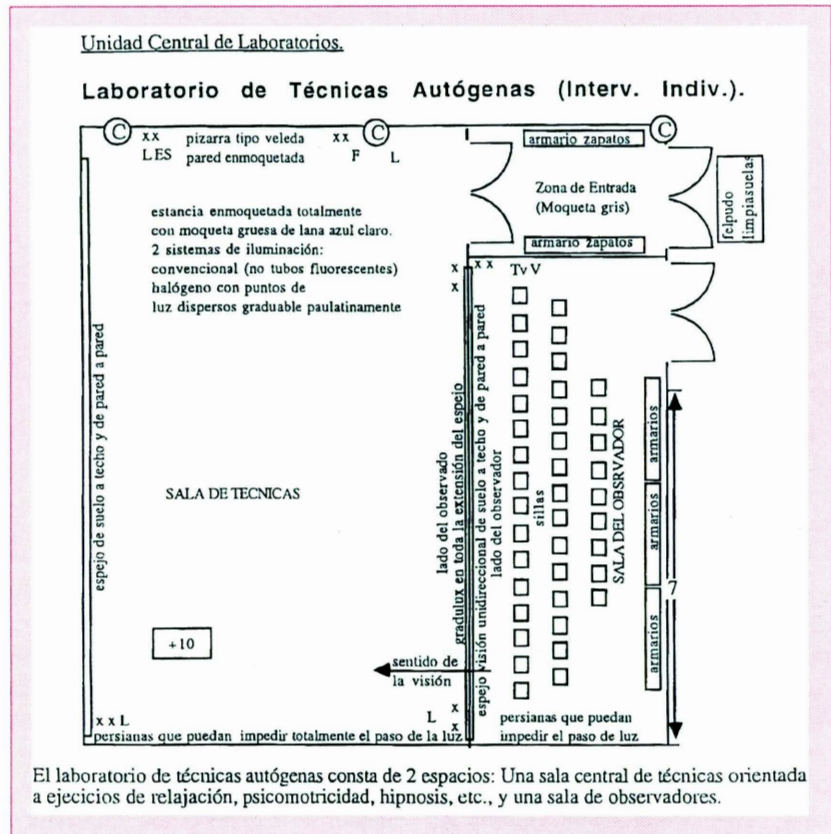 Unidad Central de Laboratorios.
Laboratorio de Técnicas Autógenas (Interv. Indiv.).
C
C
C
xx pizarra tipo veleda xx
LES pared enmoquetada F L
armario zapatos
Zona de Entrada
(Moqueta gris)
armario zapatos
felpudo
limpiasuelas
estancia enmoquetada totalmente
con moqueta gruesa de lana azul claro.
2 sistemas de iluminación:
convencional (no tubos fluorescentes)
halógeno con puntos de
luz dispersos graduable paulatinamente
x
x
xx Tv V
espejo de suelo a techo y de pared a pared
SALA DE TECNICAS
lado del observado
gradulux en toda la extensión del espejo
espejo visión unidireccional de suelo a techo y de pared a pared
lado del observador
sillas
SALA DEL OBSRVADOR
armarios
armarios
armarios
7
+10
sentido de
la visión
x x L
L x
x
persianas que puedan impedir totalmente el paso de la luz
persianas que puedan
impedir el paso de luz
El laboratorio de técnicas autógenas consta de 2 espacios: Una sala central de técnicas orientada
a ejecicios de relajación, psicomotricidad, hipnosis, etc., y una sala de observadores.